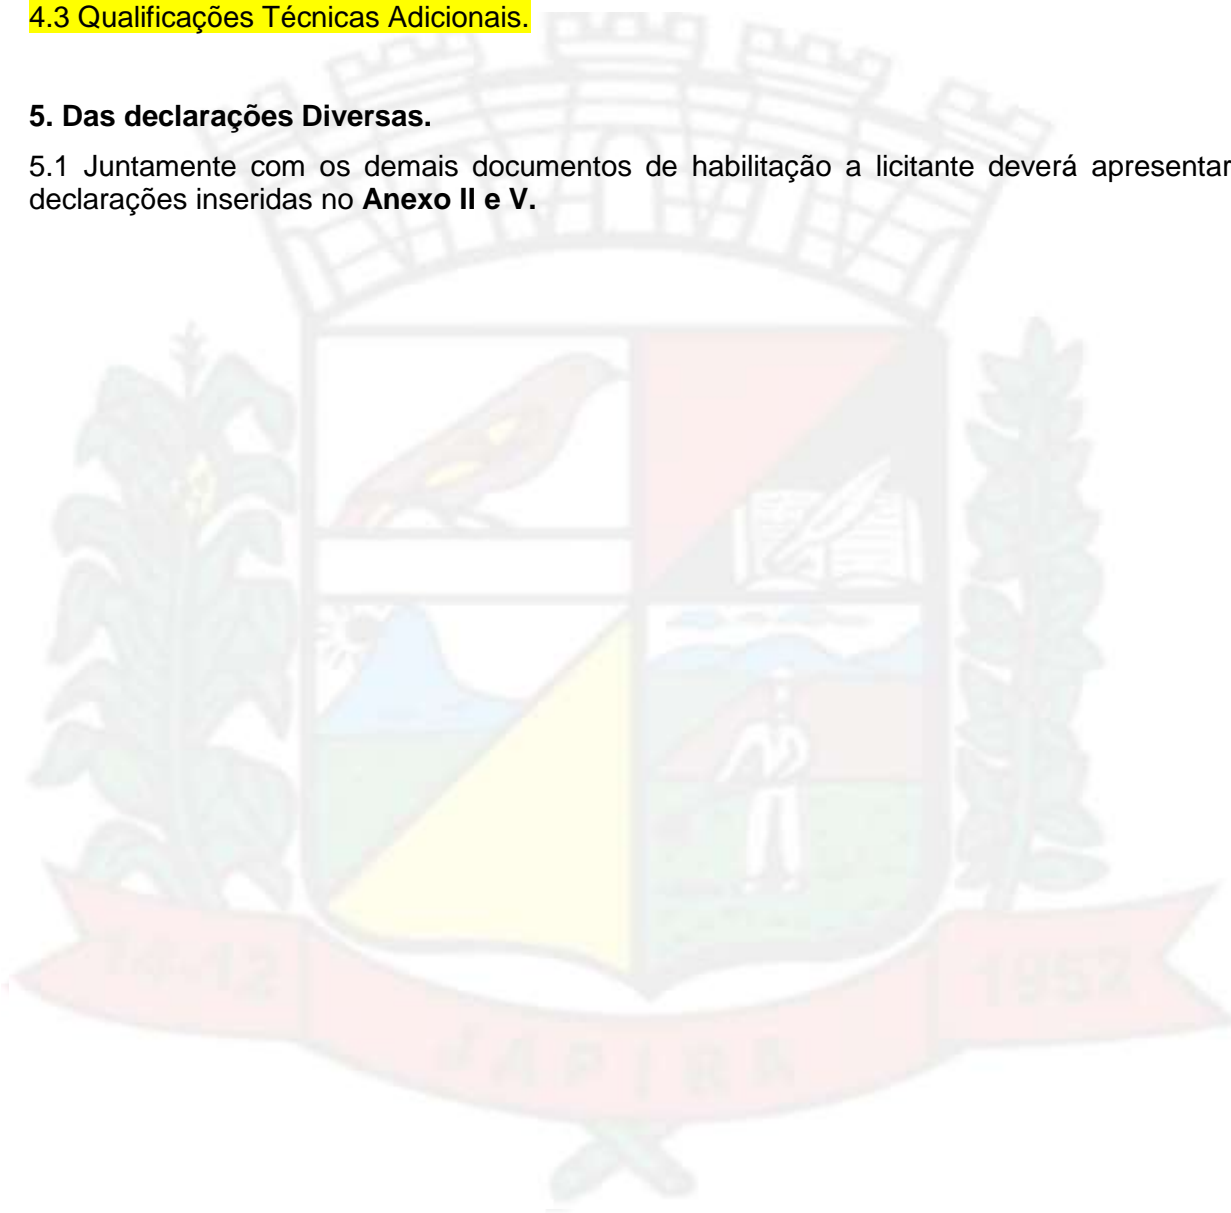 4.3 Qualificações Técnicas Adicionais.
5. Das declarações Diversas.
5.1 Juntamente com os demais documentos de habilitação a licitante deverá apresentar
declarações inseridas no Anexo II e V.
14-12
1952
JAPIRA